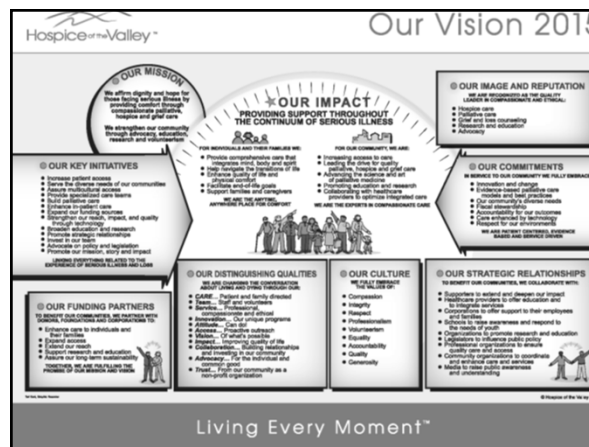 Hospice of the Valley™
Our Vision 2015
OUR MISSION
We affirm dignity and hope for
those facing serious illness by
providing comfort through
compassionate palliative,
hospice and grief care
We strengthen our community
through advocacy, education,
research and volunteerism
OUR IMPACT
PROVIDING SUPPORT THROUGHOUT
THE CONTINUUM OF SERIOUS ILLNESS
FOR INDIVIDUALS AND THEIR FAMILIES WE:
Provide comprehensive care that
integrates mind, body and spirit
Help navigate the transitions of life
Enhance quality of life and
physical comfort
Facilitate end-of-life goals
Support families and caregivers
WE ARE THE ANYTIME,
ANYWHERE PLACE FOR COMFORT
FOR OUR COMMUNITY, WE ARE:
Increasing access to care
Leading the drive for quality
palliative, hospice and grief care
Advancing the science and art
of palliative medicine
Promoting education and research
Collaborating with healthcare
providers to optimize integrated care
WE ARE THE EXPERTS IN COMPASSIONATE CARE
OUR IMAGE AND REPUTATION
WE ARE RECOGNIZED AS THE QUALITY
LEADER IN COMPASSIONATE AND ETHICAL:
Hospice care
Palliative care
Grief and loss counseling
Research and education
Advocacy
OUR KEY INITIATIVES
Increase patient access
Serve the diverse needs of our communities
Assure multicultural access
Provide specialized care teams
Build palliative care
Enhance in-patient care
Expand our funding sources
Strengthen our reach, impact, and quality
through technology
Broaden education and research
Promote strategic relationships
Invest in our team
Advocate on policy and legislation
Promote our mission, story and impact
LINKING EVERYTHING RELATED TO THE
EXPERIENCE OF SERIOUS ILLNESS AND LOSS
OUR COMMITMENTS
IN SERVICE TO OUR COMMUNITY WE FULLY EMBRACE:
Innovation and change
Evidence-based palliative care
models and best practices
Our community's diverse needs
Fiscal stewardship
Accountability for our outcomes
Care enhanced by technology
Respect for our environments
WE ARE PATIENT CENTERED, EVIDENCE
BASED AND SERVICE DRIVEN
OUR FUNDING PARTNERS
TO BENEFIT OUR COMMUNITIES, WE PARTNER WITH
DONORS, FOUNDATIONS AND CORPORATIONS TO:
Enhance care to individuals and
their families
Expand access
Extend our reach
Support research and education
Assure our long-term sustainability
TOGETHER, WE ARE FULFILLING THE
PROMISE OF OUR MISSION AND VISION
OUR DISTINGUISHING QUALITIES
WE ARE CHANGING THE CONVERSATION
ABOUT LIVING AND DYING THROUGH OUR:
CARE... Patient and family directed
Team... Staff and volunteers
Service... Professional,
compassionate and ethical
Innovation... Our unique programs
Attitude... Can do!
Access... Proactive outreach
Vision... Of what's possible
Impact... Improving quality of life
Collaboration... Building relationships
and investing in our community
Advocacy... For the individual and
common good
Trust... From our community as a
non-profit organization
OUR CULTURE
WE FULLY EMBRACE
THE VALUES OF:
Compassion
Integrity
Respect
Professionalism
Volunteerism
Equality
Accountability
Quality
Generosity
OUR STRATEGIC RELATIONSHIPS
TO BENEFIT OUR COMMUNITIES, WE COLLABORATE WITH:
Supporters to extend and deepen our impact
Healthcare providers to offer education and
to integrate services
Corporations to offer support to their employees
and families
Schools to raise awareness and respond to
the needs of youth
Organizations to promote research and education
Legislators to influence public policy
Professional organizations to ensure
quality care and access
Community organizations to coordinate
and enhance care and services
Media to raise public awareness
and understanding
© Hospice of the Valley
Living Every Moment™